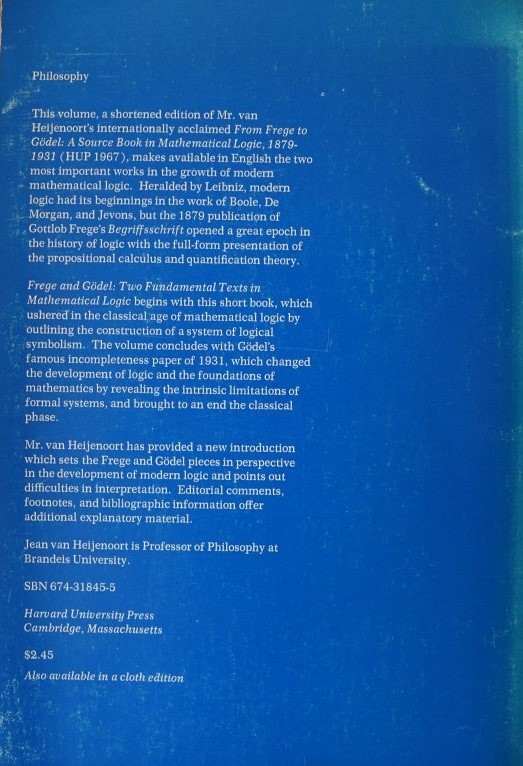 Philosophy
This volume, a shortened edition of Mr. van
Heijenoort's internationally acclaimed From Frege to
Gödel: A Source Book in Mathematical Logic, 1879-
1931 (HUP 1967), makes available in English the two
most important works in the growth of modern
mathematical logic. Heralded by Leibniz, modern
logic had its beginnings in the work of Boole, De
Morgan, and Jevons, but the 1879 publication of
Gottlob Frege's Begriffsschrift opened a great epoch in
the history of logic with the full-form presentation of
the propositional calculus and quantification theory.
Frege and Gödel: Two Fundamental Texts in
Mathematical Logic begins with this short book, which
ushered in the classical age of mathematical logic by
outlining the construction of a system of logical
symbolism. The volume concludes with Gödel's
famous incompleteness paper of 1931, which changed
the development of logic and the foundations of
mathematics by revealing the intrinsic limitations of
formal systems, and brought to an end the classical
phase.
Mr. van Heijenoort has provided a new introduction
which sets the Frege and Gödel pieces in perspective
in the development of modern logic and points out
difficulties in interpretation. Editorial comments,
footnotes, and bibliographic information offer
additional explanatory material.
Jean van Heijenoort is Professor of Philosophy at
Brandeis University.
SBN 674-31845-5
Harvard University Press
Cambridge, Massachusetts
$2.45
Also available in a cloth edition